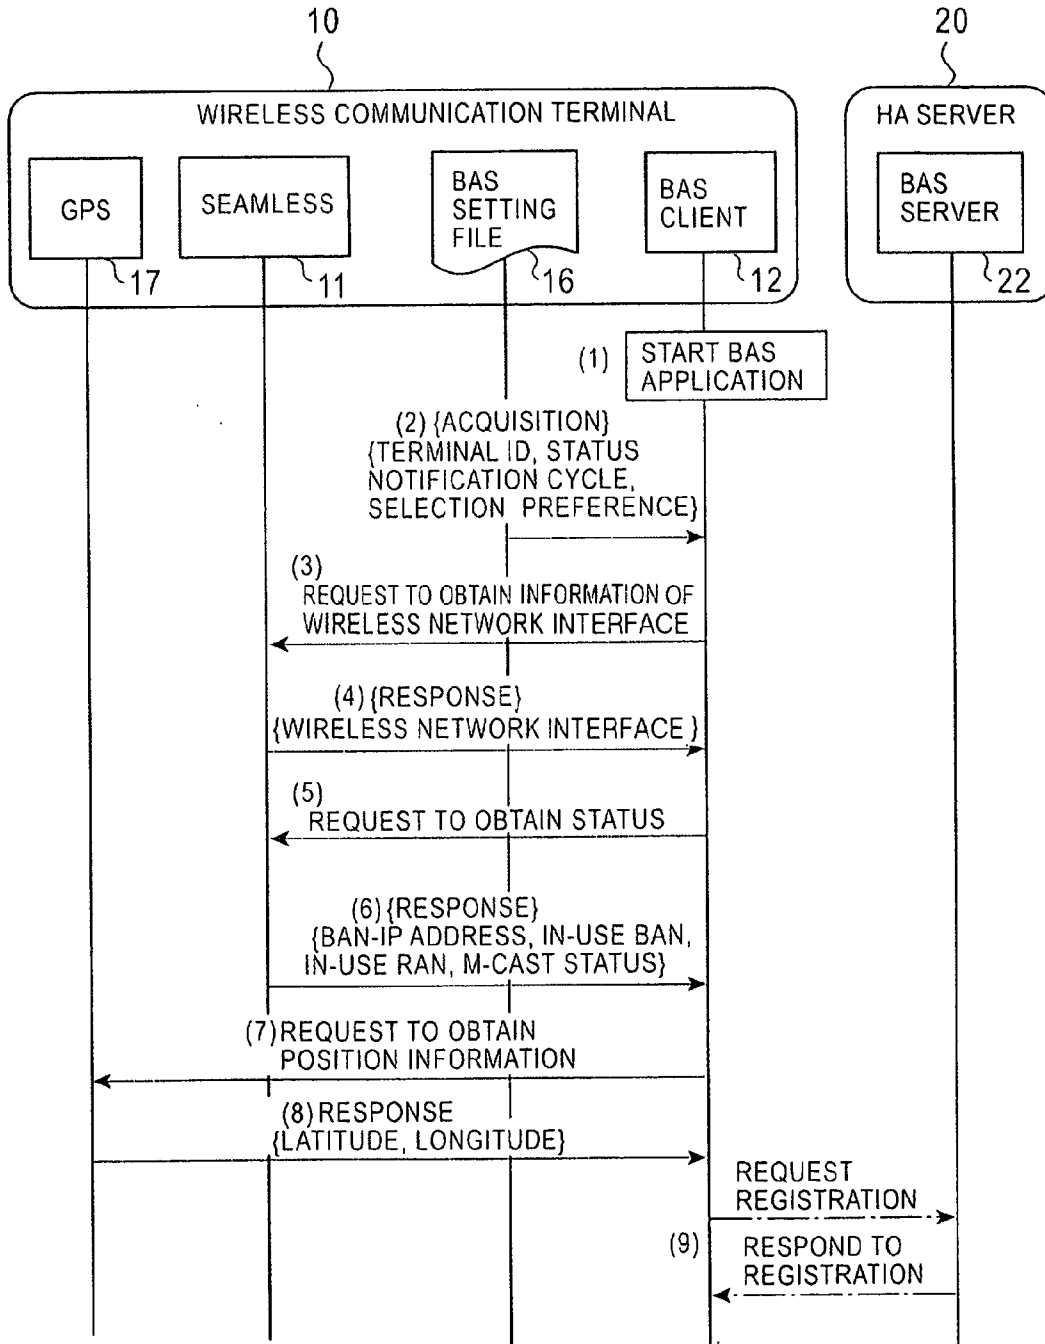 10
20
WIRELESS COMMUNICATION TERMINAL
HA SERVER
GPS
SEAMLESS
BAS
SETTING
FILE
BAS
CLIENT
BAS
SERVER
17
11
16
12
22
(1)
START BAS
APPLICATION
(2) {ACQUISITION}
{TERMINAL ID, STATUS
NOTIFICATION CYCLE,
SELECTION PREFERENCE}
(3)
REQUEST TO OBTAIN INFORMATION OF
WIRELESS NETWORK INTERFACE
(4) {RESPONSE}
{WIRELESS NETWORK INTERFACE }
(5)
REQUEST TO OBTAIN STATUS
(6) {RESPONSE}
{BAN-IP ADDRESS, IN-USE BAN,
IN-USE RAN, M-CAST STATUS}
(7) REQUEST TO OBTAIN
POSITION INFORMATION
(8) RESPONSE
{LATITUDE, LONGITUDE}
REQUEST
REGISTRATION
(9)
RESPOND TO
REGISTRATION